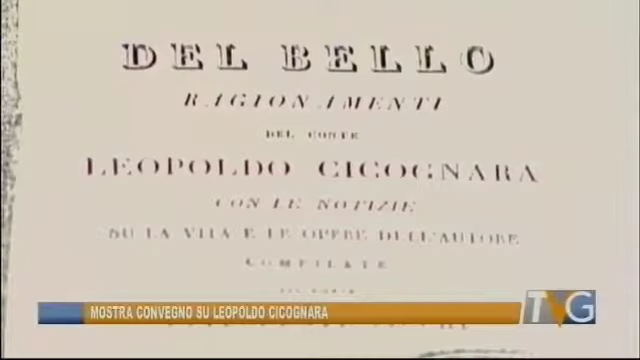 DEL BELLO
RAGIONAMENTI
DEL CONTE
LEOPOLDO CICOGNARA
CON LE NOTIZIE
SU LA VITA E LE OPERE DELL'AUTORE
COMPILATE
MOSTRA CONVEGNO SU LEOPOLDO CICOGNARA
TVG